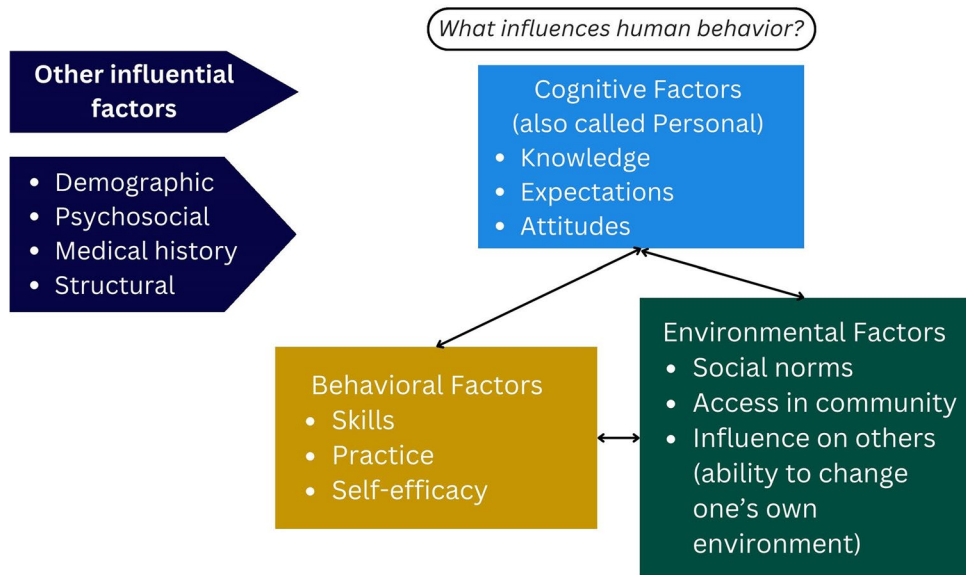 What influences human behavior?
Other influential
factors
• Demographic
• Psychosocial
• Medical history
• Structural
Cognitive Factors
(also called Personal)
• Knowledge
• Expectations
• Attitudes
Behavioral Factors
• Skills
• Practice
• Self-efficacy
Environmental Factors
• Social norms
• Access in community
• Influence on others
(ability to change
one’s own
environment)